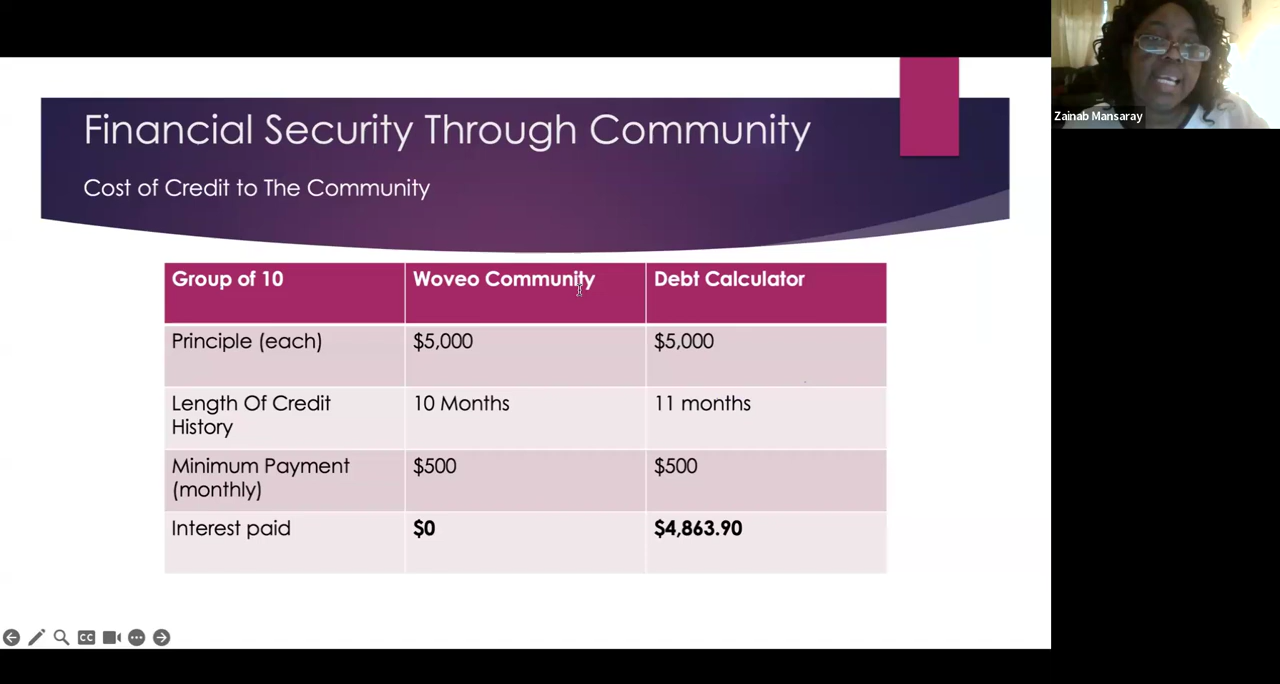 Financial Security Through Community
Cost of Credit to The Community
Zainab Mansaray
Group of 10 Woveo Community Debt Calculator
Principle (each) $5,000 $5,000
Length Of Credit
History 10 Months 11 months
Minimum Payment
(monthly) $500 $500
Interest paid $0 $4,863.90
CC